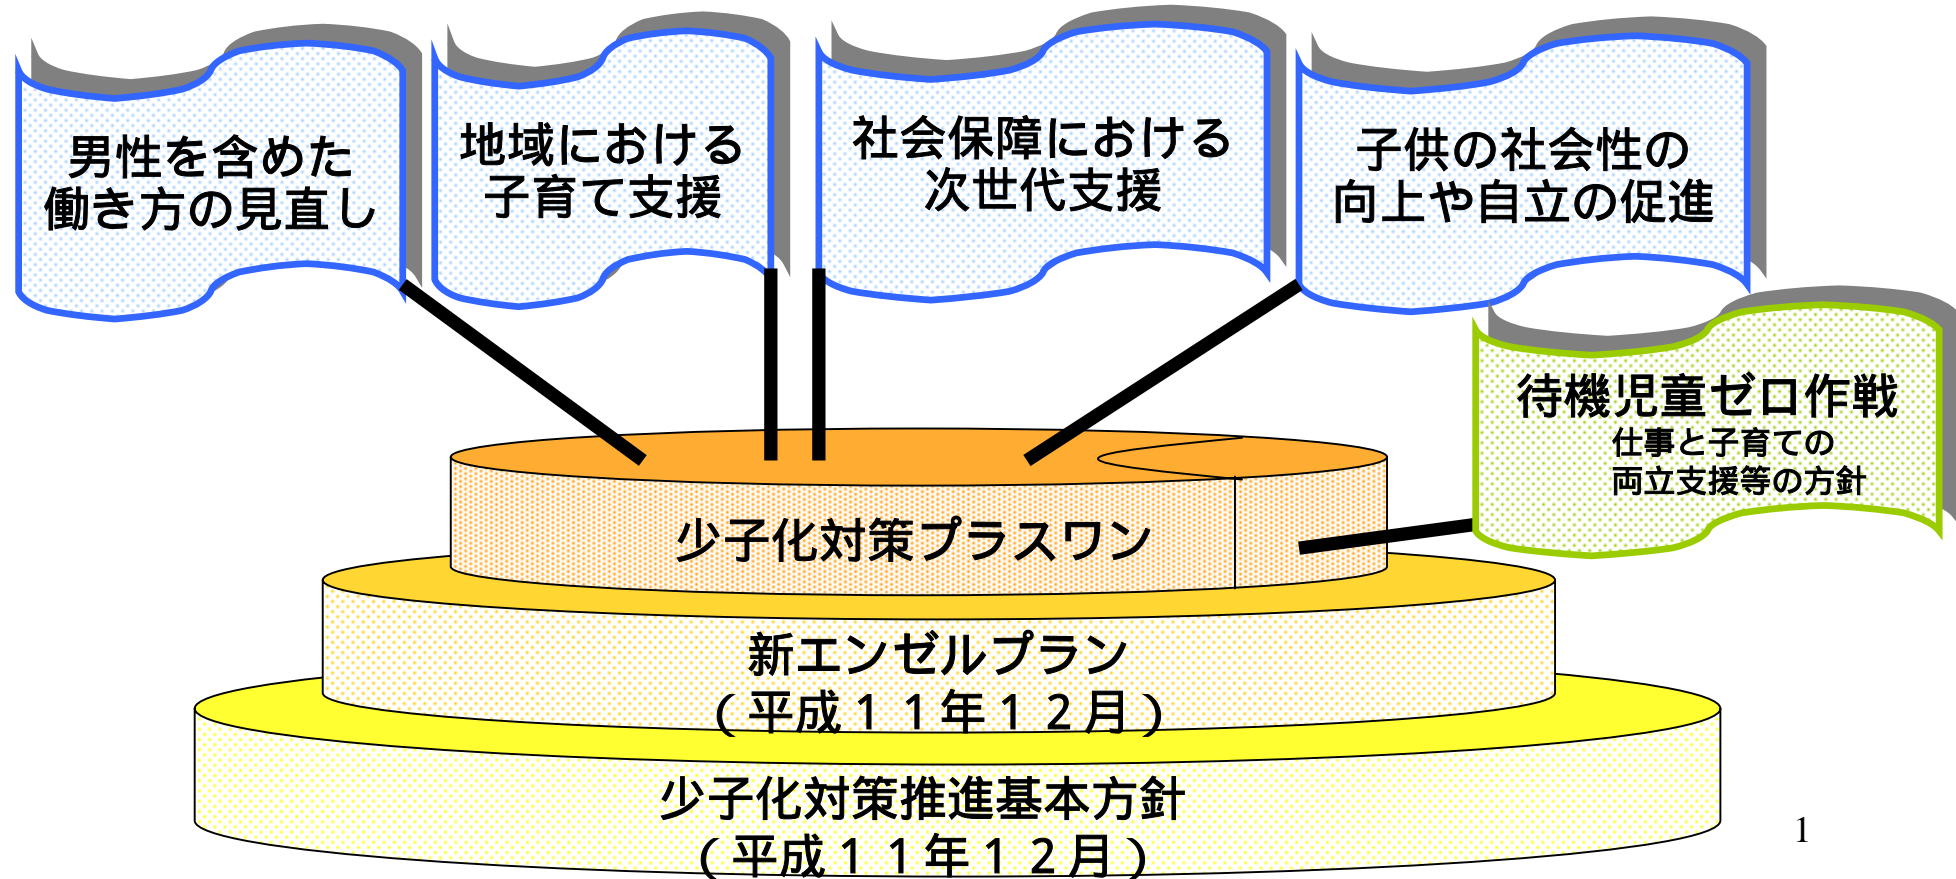 男性を含めた
働き方の見直し
地域における
子育て支援
社会保障における
次世代支援
子供の社会性の
向上や自立の促進
待機児童ゼロ作戦
仕事と子育ての
両立支援等の方針
少子化対策プラスワン
新エンゼルプラン
(平成11年12月)
少子化対策推進基本方針
(平成11年12月)
1